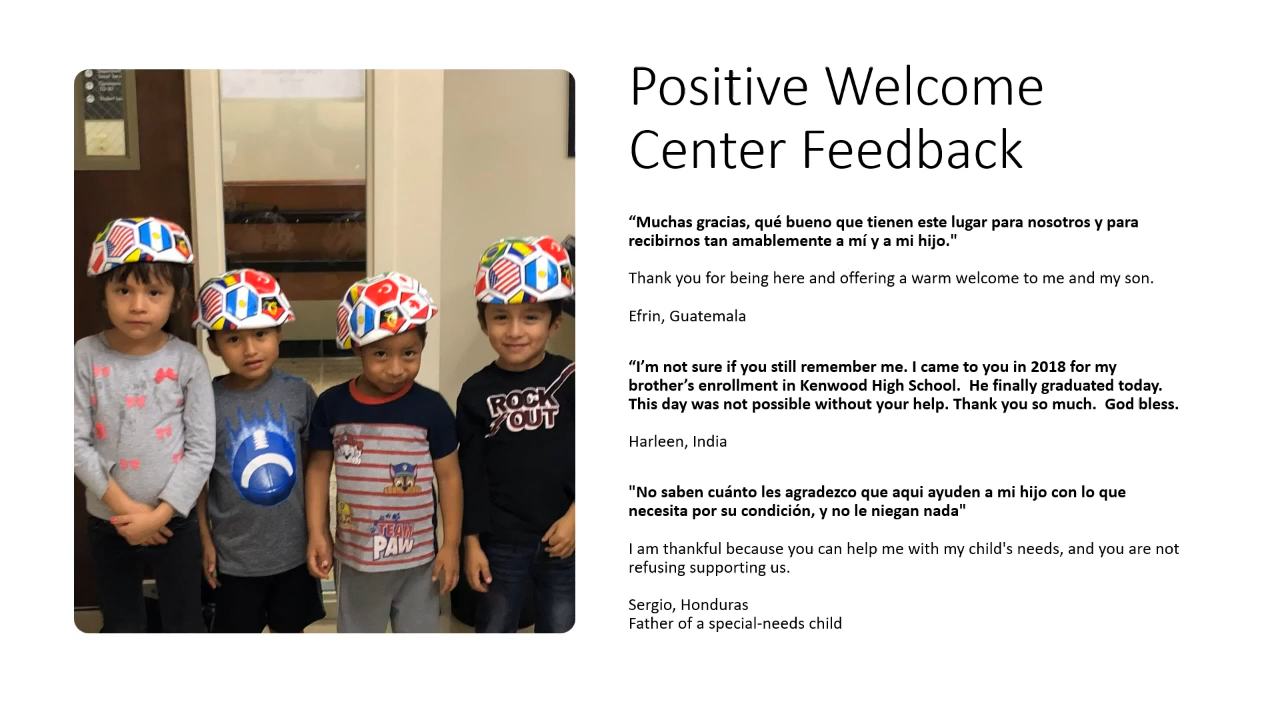 Positive Welcome
Center Feedback
“Muchas gracias, qué bueno que tienen este lugar para nosotros y para
recibirnos tan amablemente a mí y a mi hijo."
Thank you for being here and offering a warm welcome to me and my son.
Efrin, Guatemala
“I’m not sure if you still remember me. I came to you in 2018 for my
brother’s enrollment in Kenwood High School.  He finally graduated today.
This day was not possible without your help. Thank you so much.  God bless.
Harleen, India
"No saben cuánto les agradezco que aqui ayuden a mi hijo con lo que
necesita por su condición, y no le niegan nada"
I am thankful because you can help me with my child's needs, and you are not
refusing supporting us.
Sergio, Honduras
Father of a special-needs child
ROCK
OUT
TEAM
PAW